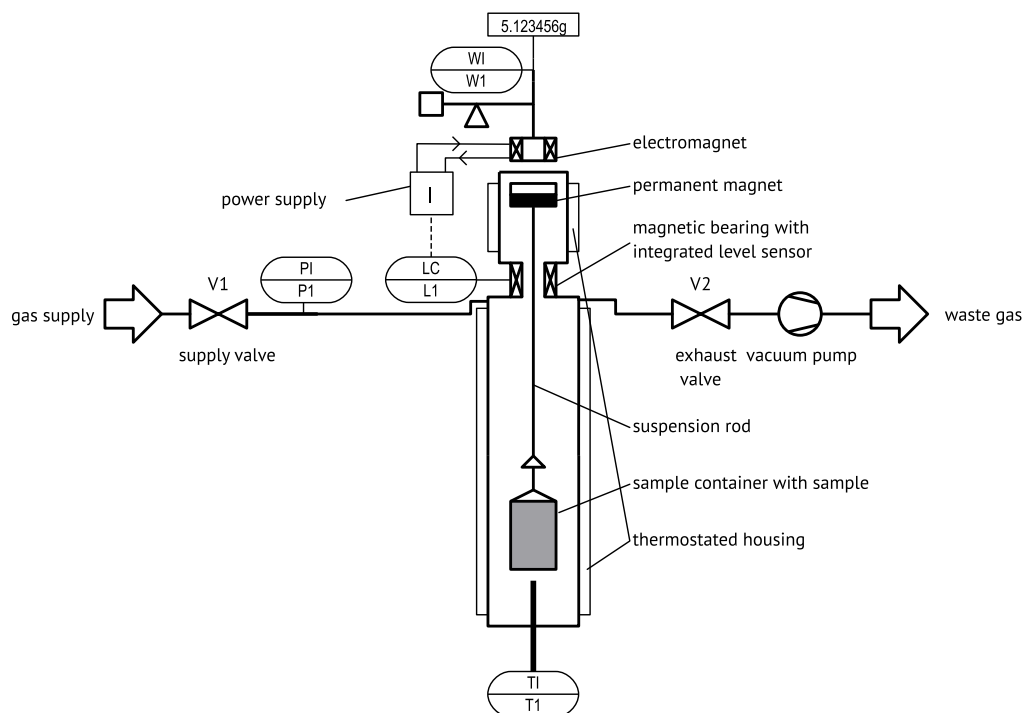 5.123456g
WI
W1
electromagnet
permanent magnet
power supply
I
magnetic bearing with
integrated level sensor
PI
P1
LC
L1
V1
V2
gas supply
waste gas
supply valve
exhaust
valve
vacuum pump
suspension rod
sample container with sample
thermostated housing
TI
T1